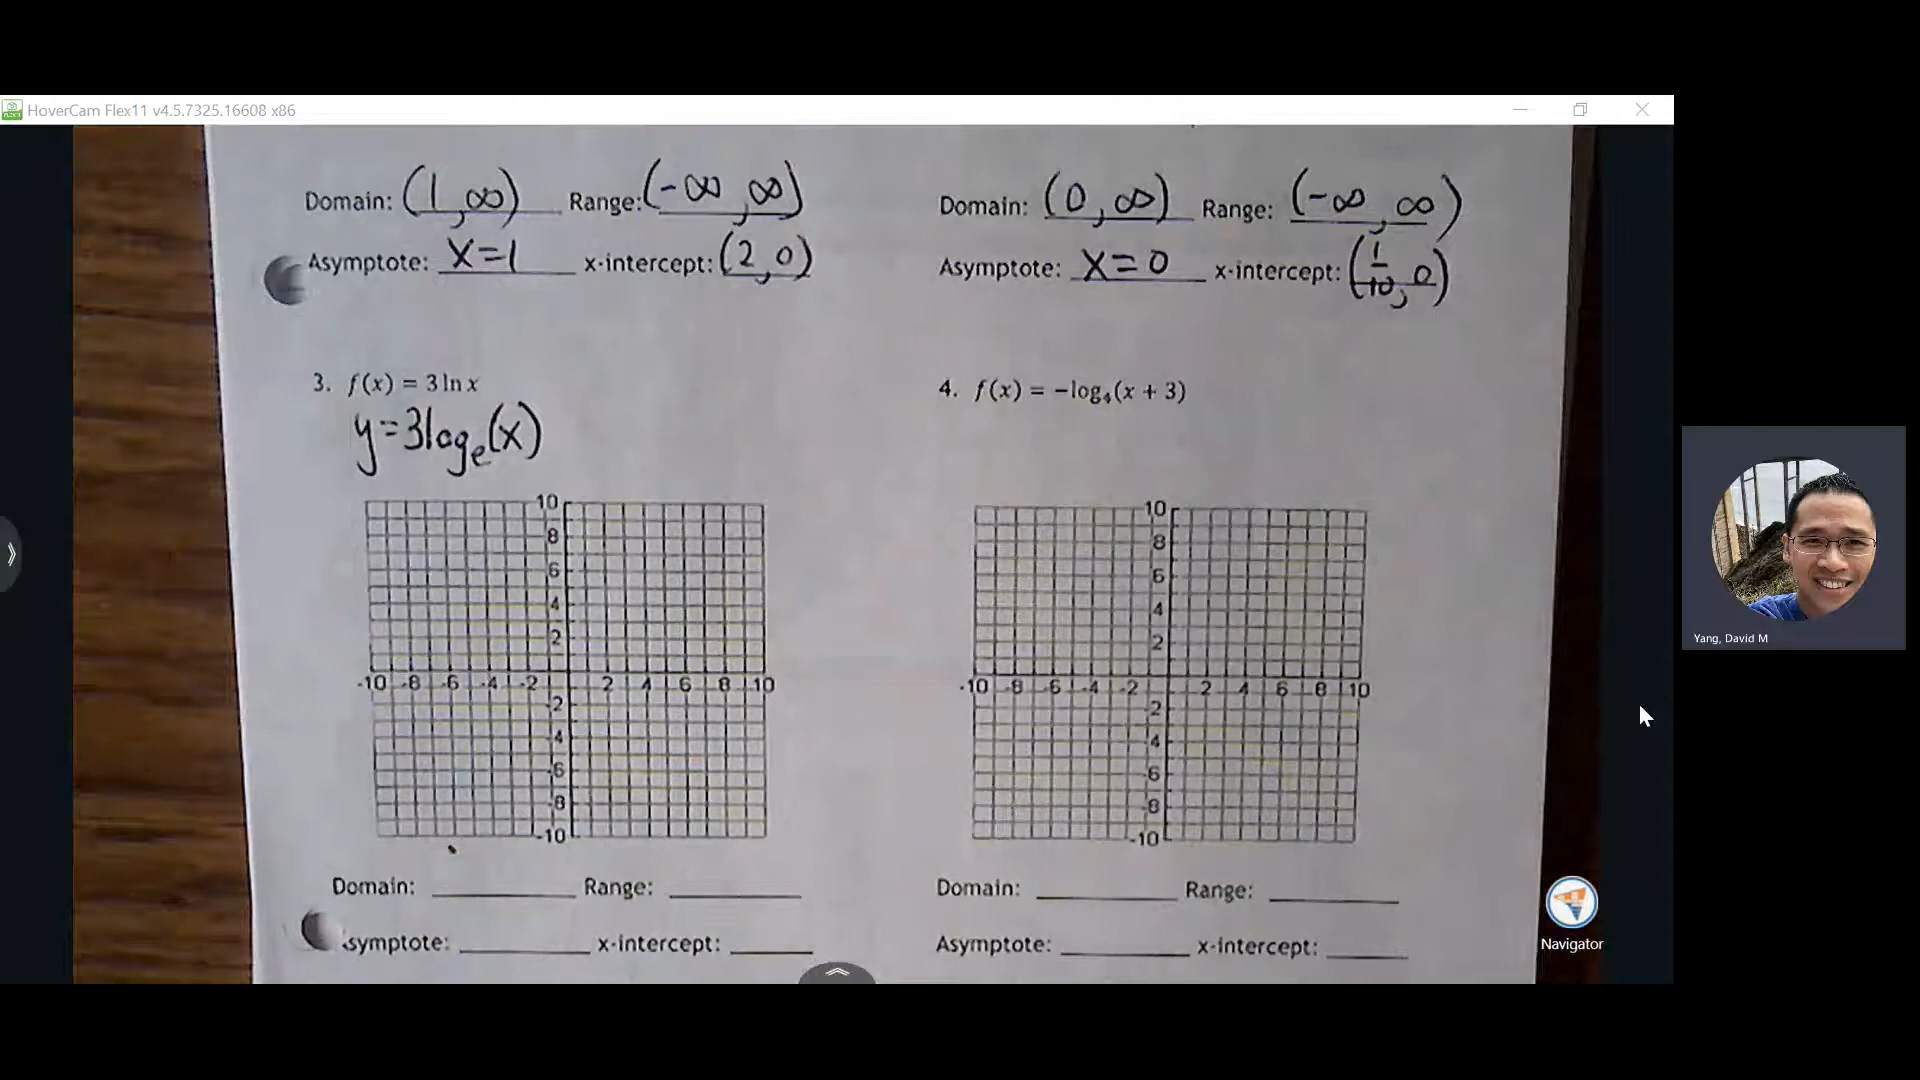 HoverCam Flex11 v4.5.7325.16608 x86
Domain: (1,∞) Range: (-∞,∞)
Asymptote: x=1 x-intercept: (2,0)
Domain: (0,∞) Range: (-∞,∞)
Asymptote: x=0 x-intercept: (1/10,0)
3. f(x) = 3 ln x
y=3logₑ(x)
10
8
6
4
2
-10 -8 -6 -4 -2 2 4 6 8 10
-2
-4
-6
-8
-10
Domain: Range:
symptote: x-intercept:
4. f(x) = −log₄(x + 3)
10
8
6
4
2
-10 -8 -6 -4 -2 2 4 6 8 10
-2
-4
-6
-8
-10
Domain: Range:
Asymptote: x-intercept:
Navigator
Yang, David M